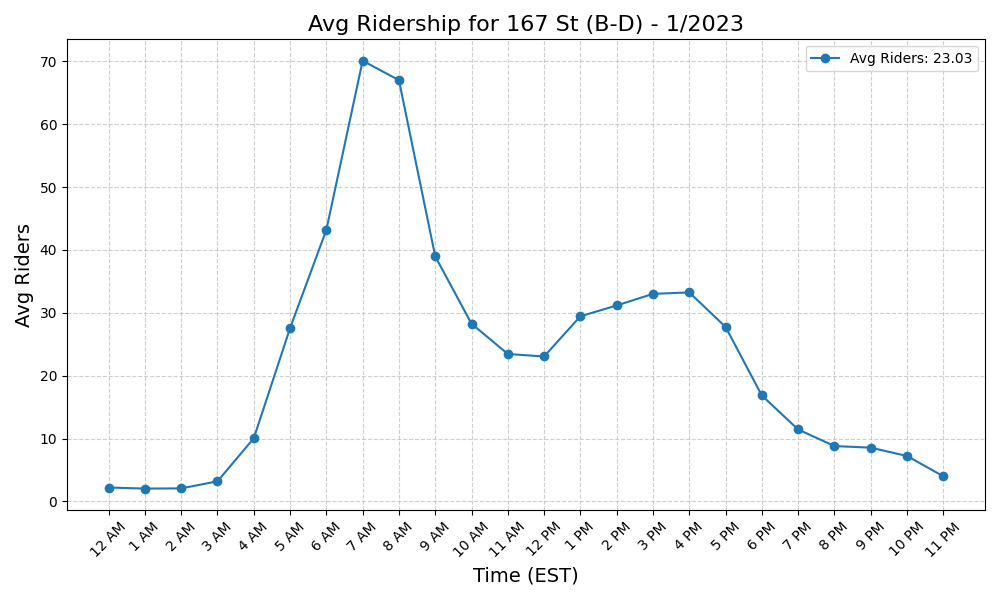 Avg Ridership for 167 St (B-D) - 1/2023
Avg Riders: 23.03
Avg Riders
70
60
50
40
30
20
10
0
12 AM
1 AM
2 AM
3 AM
4 AM
5 AM
6 AM
7 AM
8 AM
9 AM
10 AM
11 AM
12 PM
1 PM
2 PM
3 PM
4 PM
5 PM
6 PM
7 PM
8 PM
9 PM
10 PM
11 PM
Time (EST)